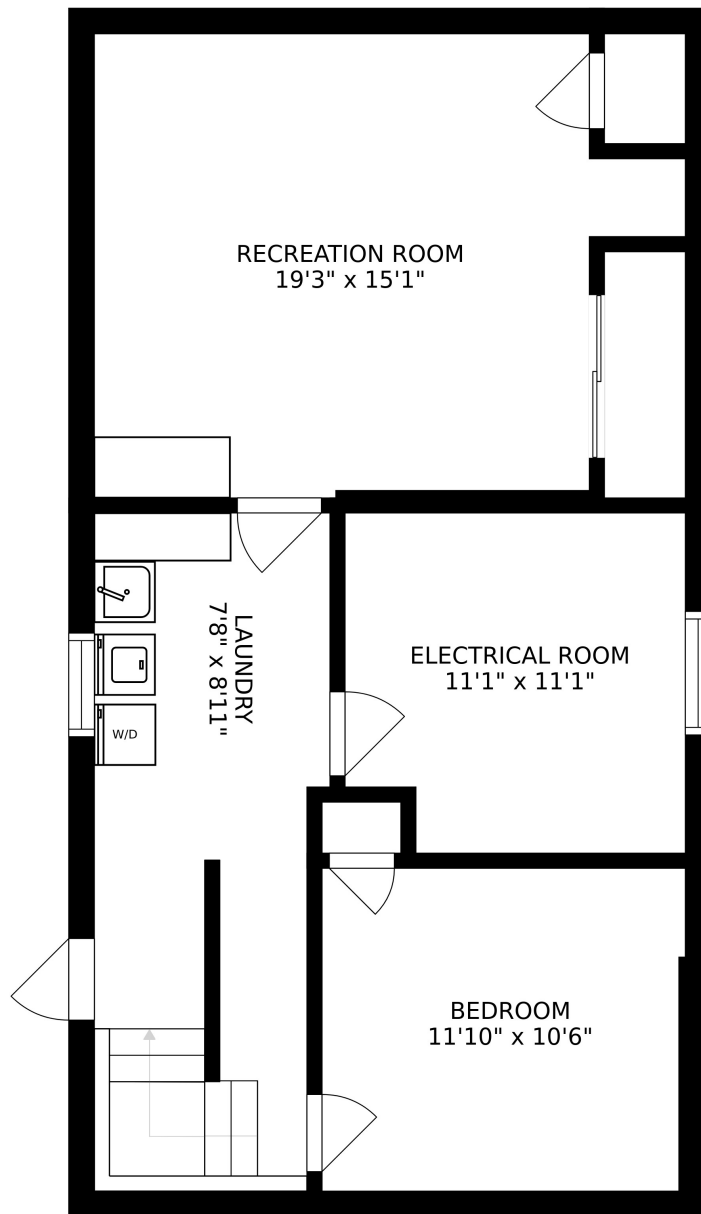 RECREATION ROOM
19'3" x 15'1"
LAUNDRY
7'8" x 8'11"
ELECTRICAL ROOM
11'1" x 11'1"
W/D
BEDROOM
11'10" x 10'6"